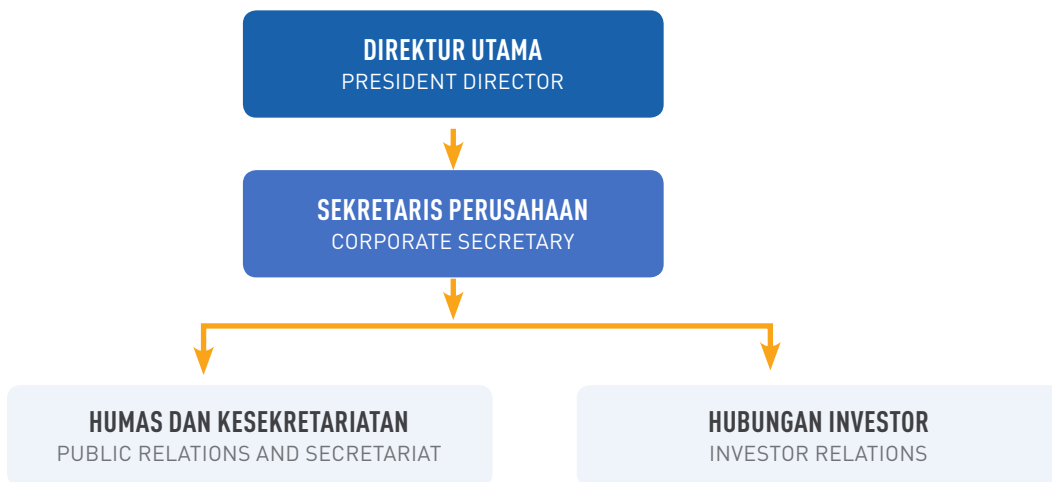 DIREKTUR UTAMA
PRESIDENT DIRECTOR
SEKRETARIS PERUSAHAAN
CORPORATE SECRETARY
HUMAS DAN KESEKRETARIATAN
PUBLIC RELATIONS AND SECRETARIAT
HUBUNGAN INVESTOR
INVESTOR RELATIONS